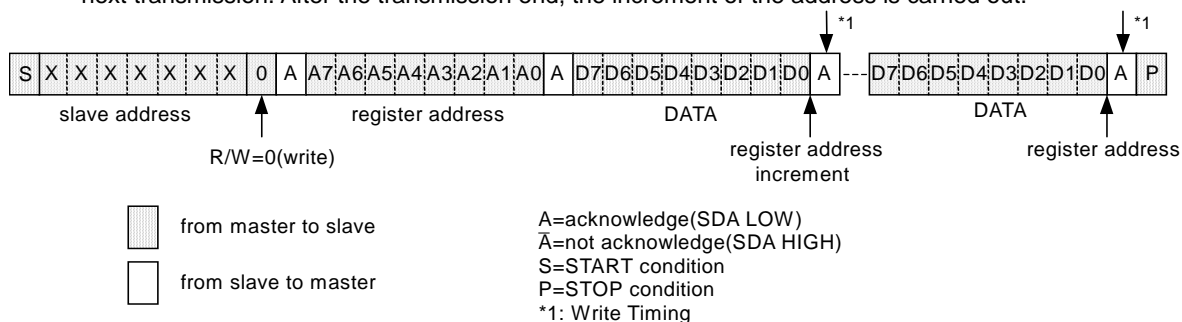 next transmission. After the transmission end, the increment of the address is carried out.
*1 *1
S X X X X X X X 0 A A7 A6 A5 A4 A3 A2 A1 A0 A D7 D6 D5 D4 D3 D2 D1 D0 A D7 D6 D5 D4 D3 D2 D1 D0 A P
slave address register address DATA DATA
R/W=0(write) register address register address
increment
from master to slave
from slave to master
A=acknowledge(SDA LOW)
A̅=not acknowledge(SDA HIGH)
S=START condition
P=STOP condition
*1: Write Timing